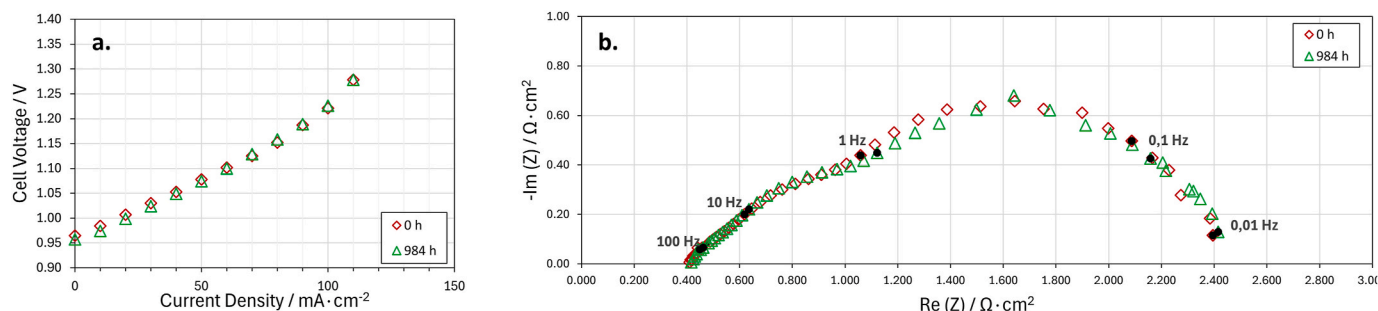 a.
Cell Voltage / V
1.40
1.35
1.30
1.25
1.20
1.15
1.10
1.05
1.00
0.95
0.90
0 50 100 150
Current Density / mA·cm-2
0 h
984 h
b.
-Im (Z) / Ω·cm2
1.00
0.80
0.60
0.40
0.20
0.00
0.000 0.200 0.400 0.600 0.800 1.000 1.200 1.400 1.600 1.800 2.000 2.200 2.400 2.600 2.800 3.00
Re (Z) / Ω·cm2
0 h
984 h
1 Hz
0,1 Hz
10 Hz
100 Hz
0,01 Hz